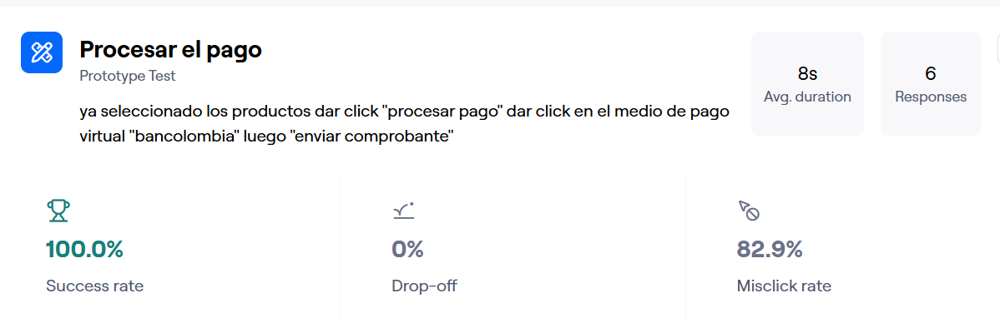 Procesar el pago
Prototype Test
ya seleccionado los productos dar click "procesar pago" dar click en el medio de pago
virtual "bancolombia" luego "enviar comprobante"
8s
Avg. duration
6
Responses
100.0%
Success rate
0%
Drop-off
82.9%
Misclick rate